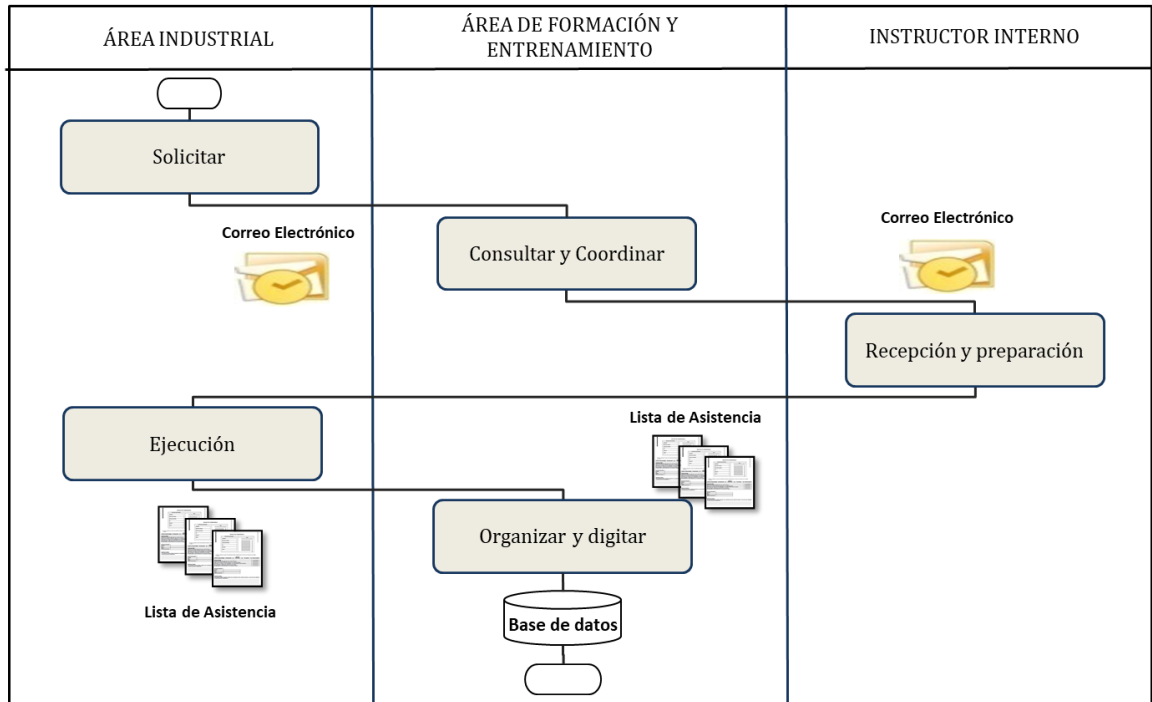 ÁREA INDUSTRIAL
ÁREA DE FORMACIÓN Y
ENTRENAMIENTO
INSTRUCTOR INTERNO
Solicitar
Correo Electrónico
Consultar y Coordinar
Correo Electrónico
Recepción y preparación
Ejecución
Lista de Asistencia
Organizar y digitar
Lista de Asistencia
Base de datos